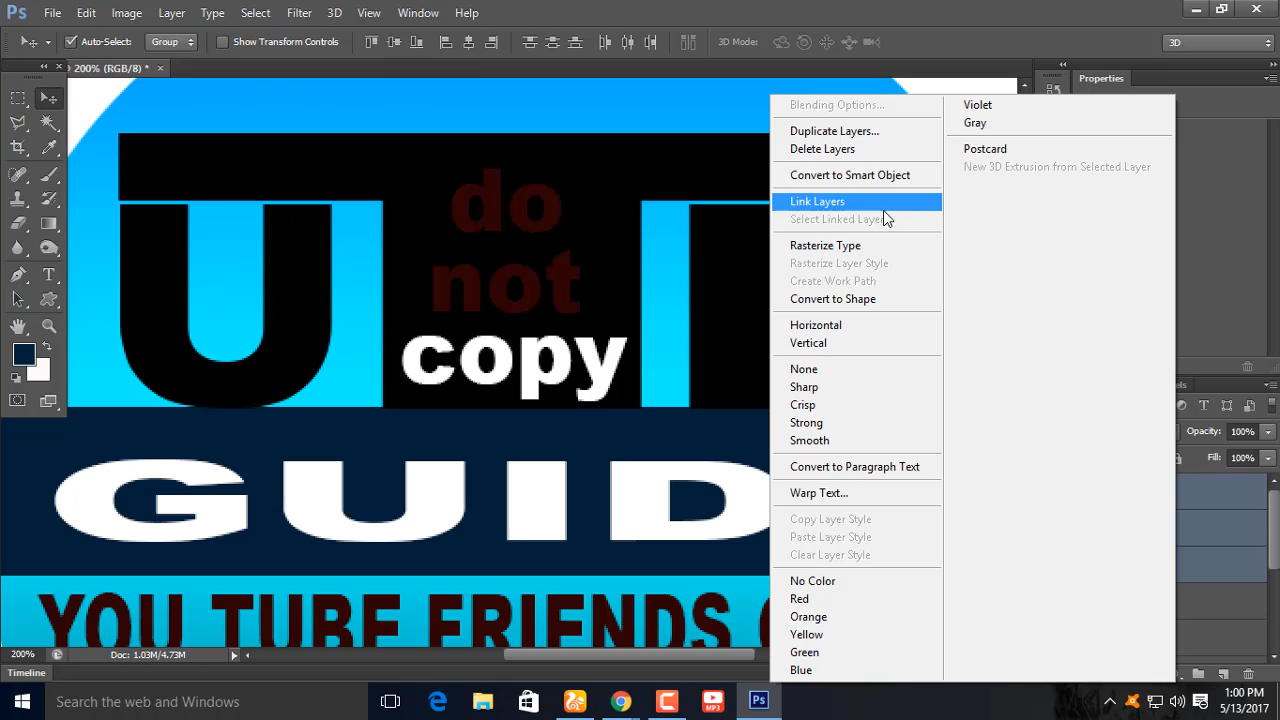 Ps File Edit Image Layer Type Select Filter 3D View Window Help
Auto-Select: Group Show Transform Controls 3D Mode: 3D
200% (RGB/8) * ×
Properties
do
not
copy
U T
GUID
YOU TUBE FRIENDS
Blending Options...
Duplicate Layers...
Delete Layers
Convert to Smart Object
Link Layers
Select Linked Layers
Rasterize Type
Rasterize Layer Style
Create Work Path
Convert to Shape
Horizontal
Vertical
None
Sharp
Crisp
Strong
Smooth
Convert to Paragraph Text
Warp Text...
Copy Layer Style
Paste Layer Style
Clear Layer Style
No Color
Red
Orange
Yellow
Green
Blue
Violet
Gray
Postcard
New 3D Extrusion from Selected Layer
Opacity: 100%
Fill: 100%
200% Doc: 1.03M/4.73M
Timeline
Search the web and Windows
MP3
Ps
1:00 PM
5/13/2017